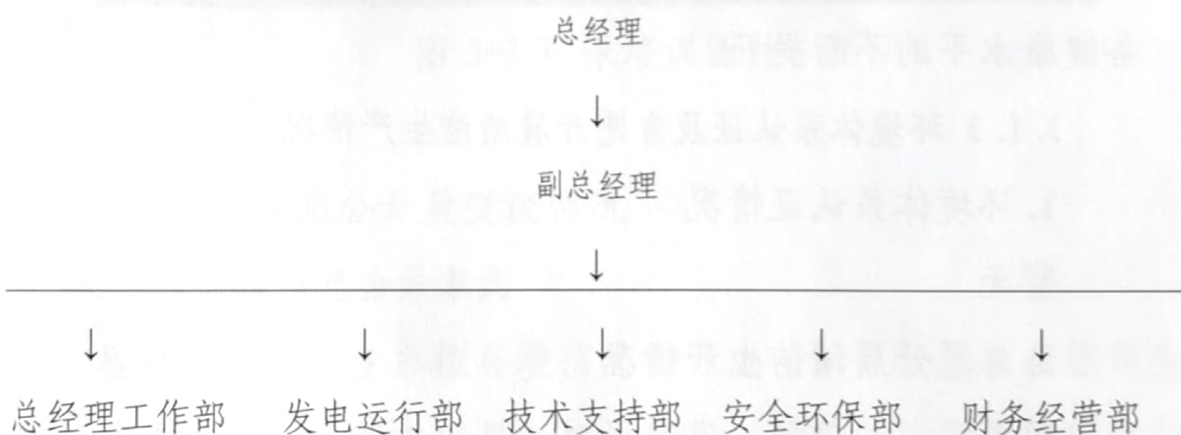 总经理
↓
副总经理
↓
↓ ↓ ↓ ↓ ↓
总经理工作部 发电运行部 技术支持部 安全环保部 财务经营部